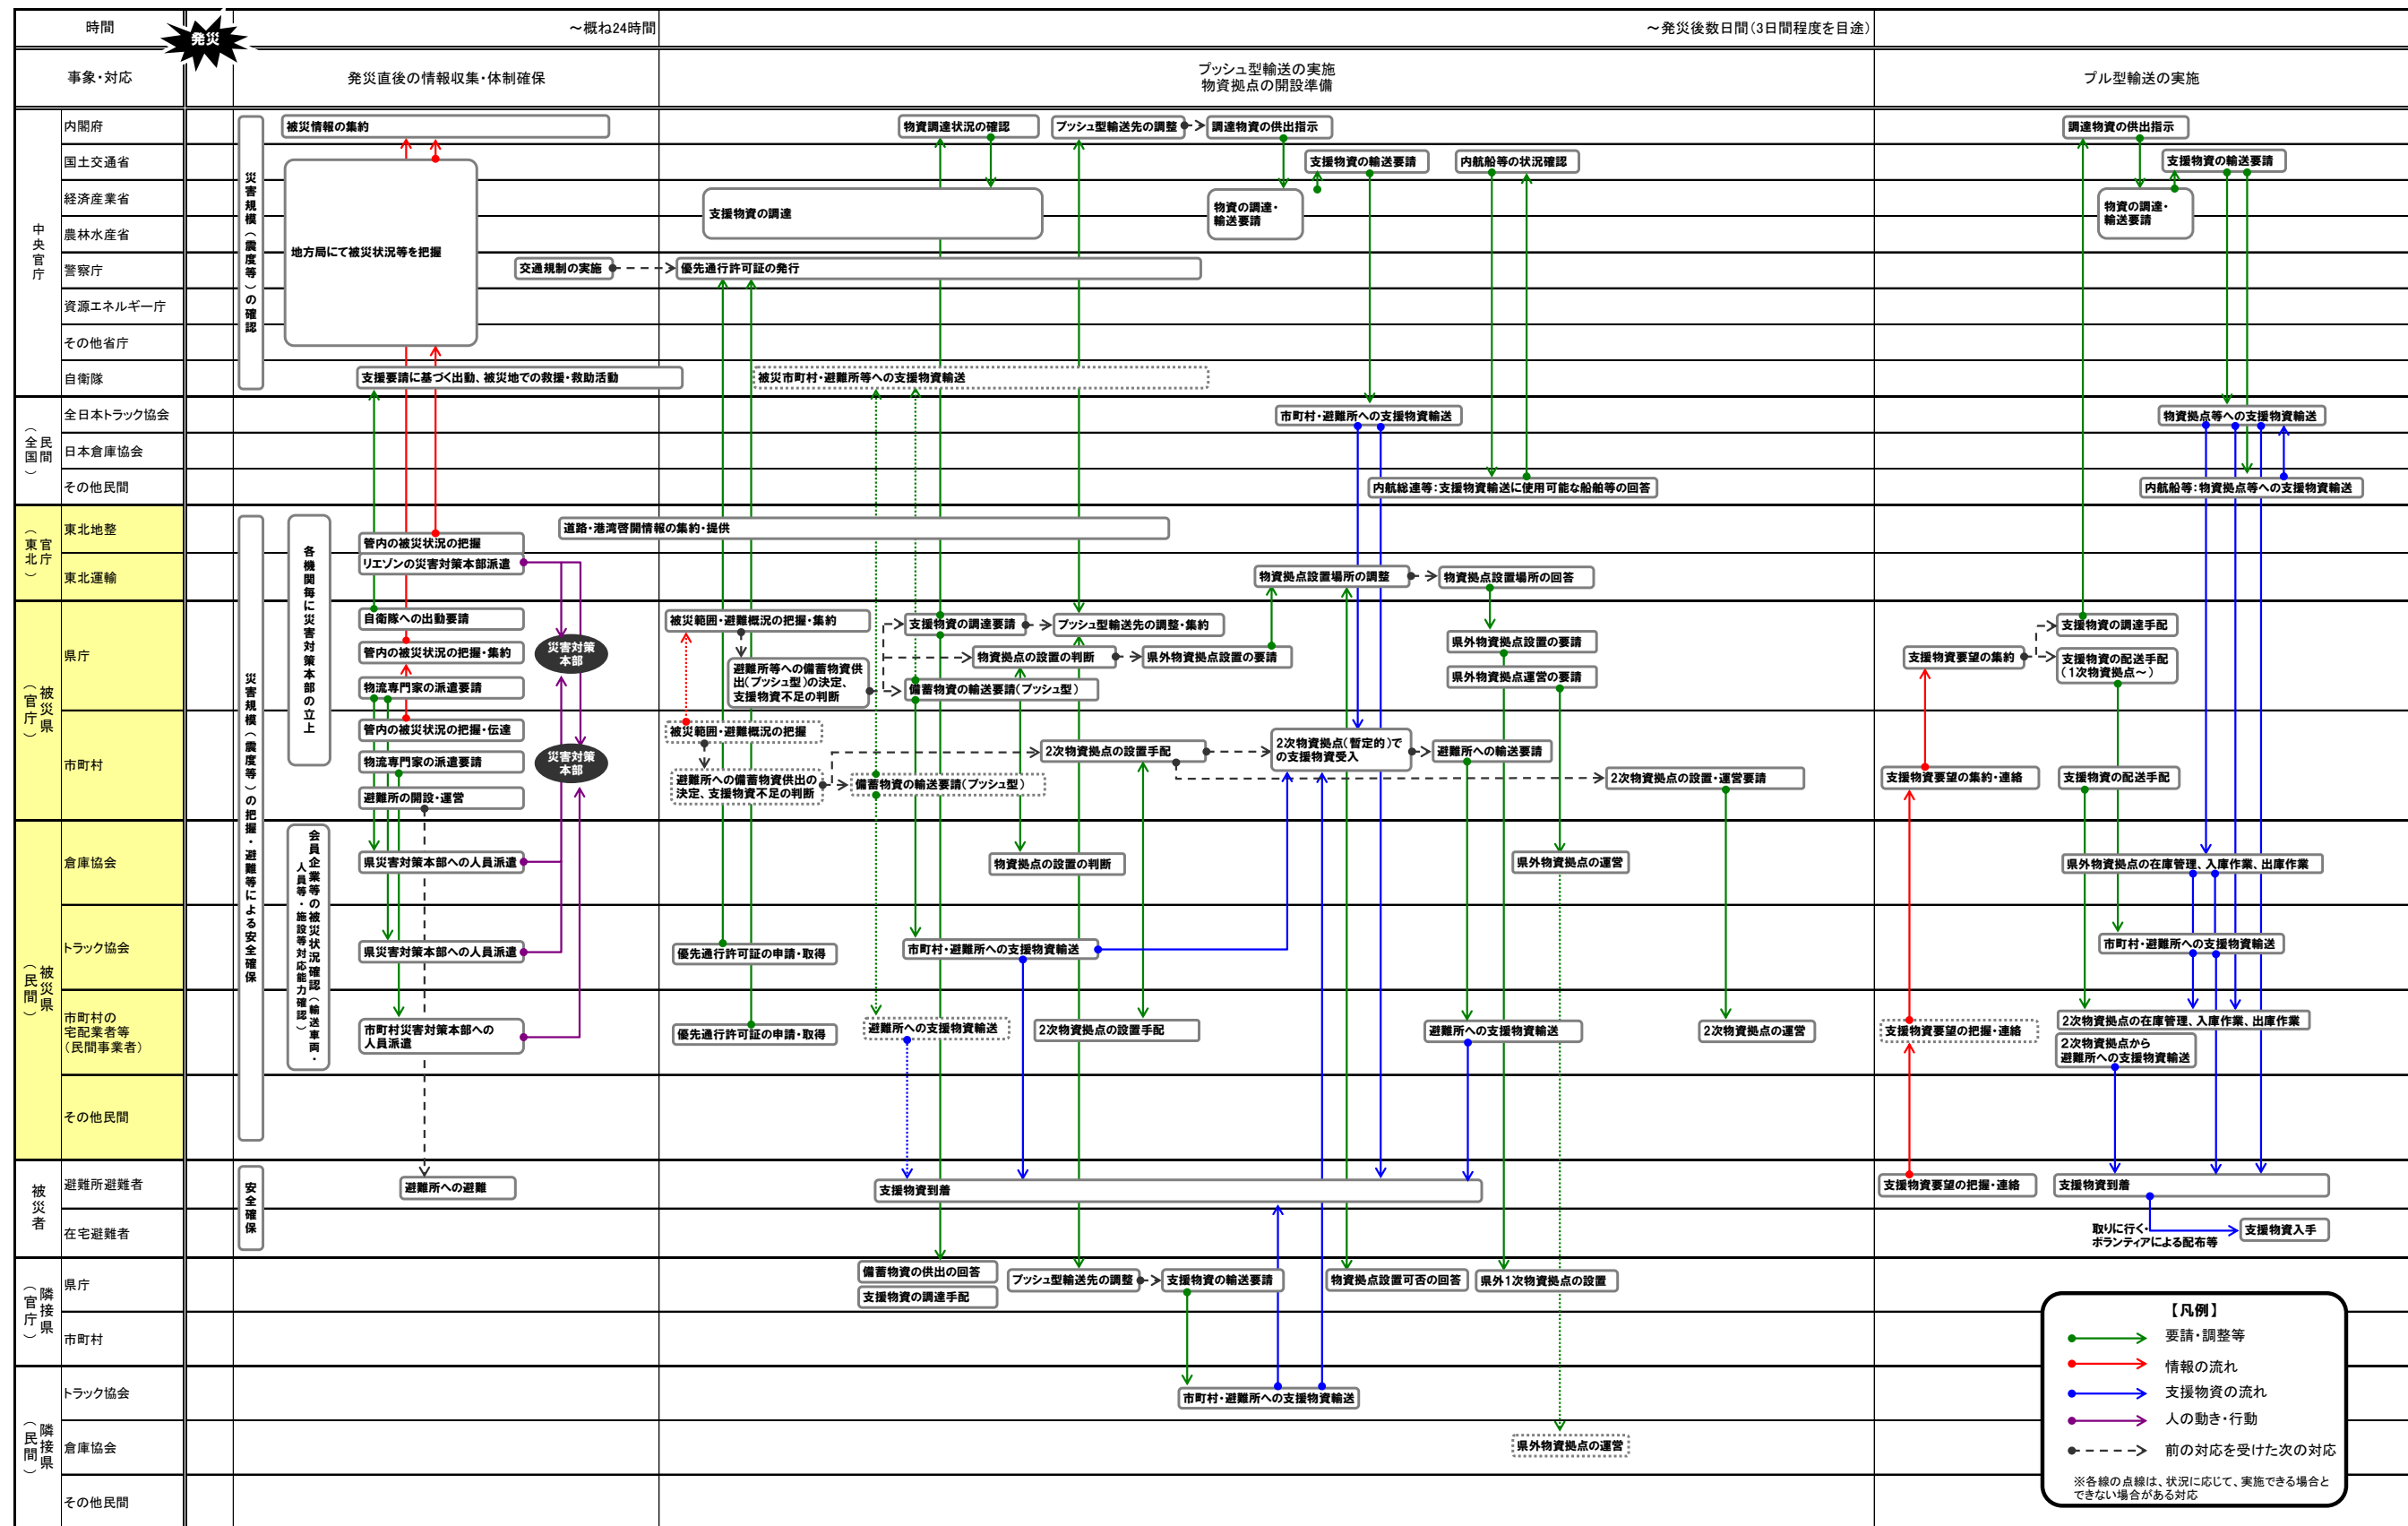 時間
発災
～概ね24時間
～発災後数日間(3日間程度を目途)
事象・対応
発災直後の情報収集・体制確保
プッシュ型輸送の実施
物資拠点の開設準備
プル型輸送の実施
中央官庁
内閣府
国土交通省
経済産業省
農林水産省
警察庁
資源エネルギー庁
その他省庁
自衛隊
災害規模（震度等）の確認
被災情報の集約
地方局にて被災状況等を把握
交通規制の実施
優先通行許可証の発行
支援要請に基づく出動、被災地での救援・救助活動
被災市町村・避難所等への支援物資輸送
物資調達状況の確認
プッシュ型輸送先の調整
調達物資の供出指示
支援物資の輸送要請
内航船等の状況確認
支援物資の調達
物資の調達・
輸送要請
調達物資の供出指示
支援物資の輸送要請
物資の調達・
輸送要請
民間
（全国）
全日本トラック協会
日本倉庫協会
その他民間
市町村・避難所への支援物資輸送
内航総連等：支援物資輸送に使用可能な船舶等の回答
物資拠点等への支援物資輸送
内航船等：物資拠点等への支援物資輸送
官庁
（東北）
東北地整
東北運輸
災害規模（震度等）の把握・避難等による安全確保
各機関毎に災害対策本部の立上
管内の被災状況の把握
リエゾンの災害対策本部派遣
道路・港湾啓開情報の集約・提供
物資拠点設置場所の調整
物資拠点設置場所の回答
被災県
（官庁）
県庁
市町村
自衛隊への出動要請
管内の被災状況の把握・集約
物流専門家の派遣要請
災害対策
本部
管内の被災状況の把握・伝達
物流専門家の派遣要請
避難所の開設・運営
災害対策
本部
被災範囲・避難概況の把握・集約
避難所等への備蓄物資供
出(プッシュ型)の決定、
支援物資不足の判断
支援物資の調達要請
プッシュ型輸送先の調整・集約
物資拠点の設置の判断
県外物資拠点設置の要請
備蓄物資の輸送要請(プッシュ型)
県外物資拠点設置の要請
県外物資拠点運営の要請
支援物資要望の集約
支援物資の調達手配
支援物資の配送手配
(1次物資拠点～)
被災範囲・避難概況の把握
避難所への備蓄物資供出の
決定、支援物資不足の判断
備蓄物資の輸送要請(プッシュ型)
2次物資拠点の設置手配
2次物資拠点(暫定的)で
の支援物資受入
避難所への輸送要請
2次物資拠点の設置・運営要請
支援物資要望の集約・連絡
支援物資の配送手配
被災県
（民間）
倉庫協会
トラック協会
市町村の
宅配業者等
(民間事業者)
その他民間
会員企業等の被災状況確認（輸送車両・
人員等・施設等対応能力確認）
県災害対策本部への人員派遣
県災害対策本部への人員派遣
市町村災害対策本部への
人員派遣
物資拠点の設置の判断
県外物資拠点の運営
県外物資拠点の在庫管理、入庫作業、出庫作業
優先通行許可証の申請・取得
市町村・避難所への支援物資輸送
市町村・避難所への支援物資輸送
優先通行許可証の申請・取得
避難所への支援物資輸送
2次物資拠点の設置手配
避難所への支援物資輸送
2次物資拠点の運営
支援物資要望の把握・連絡
2次物資拠点の在庫管理、入庫作業、出庫作業
2次物資拠点から
避難所への支援物資輸送
被災者
避難所避難者
在宅避難者
安全確保
避難所への避難
支援物資到着
支援物資要望の把握・連絡
支援物資到着
取りに行く・
ボランティアによる配布等
支援物資入手
隣接県
（官庁）
県庁
市町村
備蓄物資の供出の回答
支援物資の調達手配
プッシュ型輸送先の調整
支援物資の輸送要請
物資拠点設置可否の回答
県外1次物資拠点の設置
隣接県
（民間）
トラック協会
倉庫協会
その他民間
市町村・避難所への支援物資輸送
県外物資拠点の運営
【凡例】
要請・調整等
情報の流れ
支援物資の流れ
人の動き・行動
前の対応を受けた次の対応
※各線の点線は、状況に応じて、実施できる場合と
できない場合がある対応